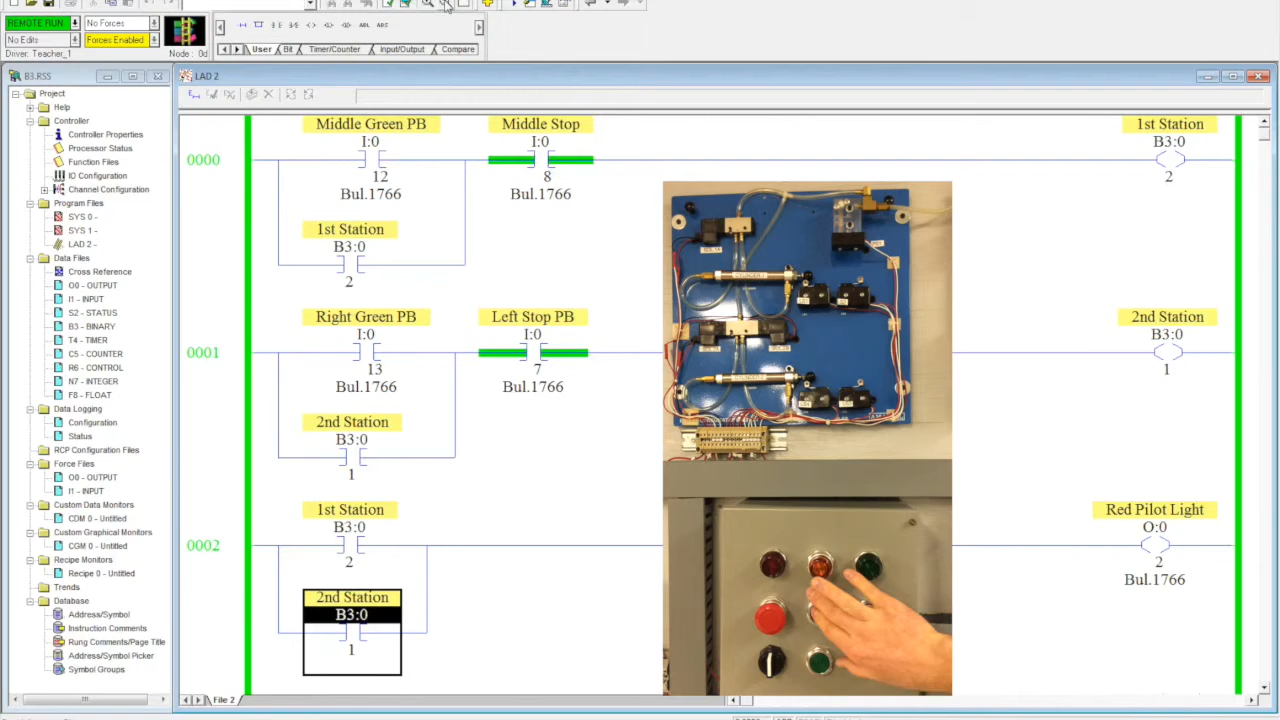 REMOTE RUN
No Forces
No Edits
Forces Enabled
Driver: Teacher_1
Node : 0d
User
Bit
Timer/Counter
Input/Output
Compare
B3.RSS
LAD 2
Project
Help
Controller
Controller Properties
Processor Status
Function Files
IO Configuration
Channel Configuration
Program Files
SYS 0 -
SYS 1 -
LAD 2 -
Data Files
Cross Reference
O0 - OUTPUT
I1 - INPUT
S2 - STATUS
B3 - BINARY
T4 - TIMER
C5 - COUNTER
R6 - CONTROL
N7 - INTEGER
F8 - FLOAT
Data Logging
Configuration
Status
RCP Configuration Files
Force Files
O0 - OUTPUT
I1 - INPUT
Custom Data Monitors
CDM 0 - Untitled
Custom Graphical Monitors
CGM 0 - Untitled
Recipe Monitors
Recipe 0 - Untitled
Trends
Database
Address/Symbol
Instruction Comments
Rung Comments/Page Title
Address/Symbol Picker
Symbol Groups
0000
Middle Green PB
I:0
12
Bul.1766
Middle Stop
I:0
8
Bul.1766
1st Station
B3:0
2
1st Station
B3:0
2
0001
Right Green PB
I:0
13
Bul.1766
Left Stop PB
I:0
7
Bul.1766
2nd Station
B3:0
1
2nd Station
B3:0
1
0002
1st Station
B3:0
2
Red Pilot Light
O:0
2
Bul.1766
2nd Station
B3:0
1
CYLINDER 1
CYLINDER 2
File 2